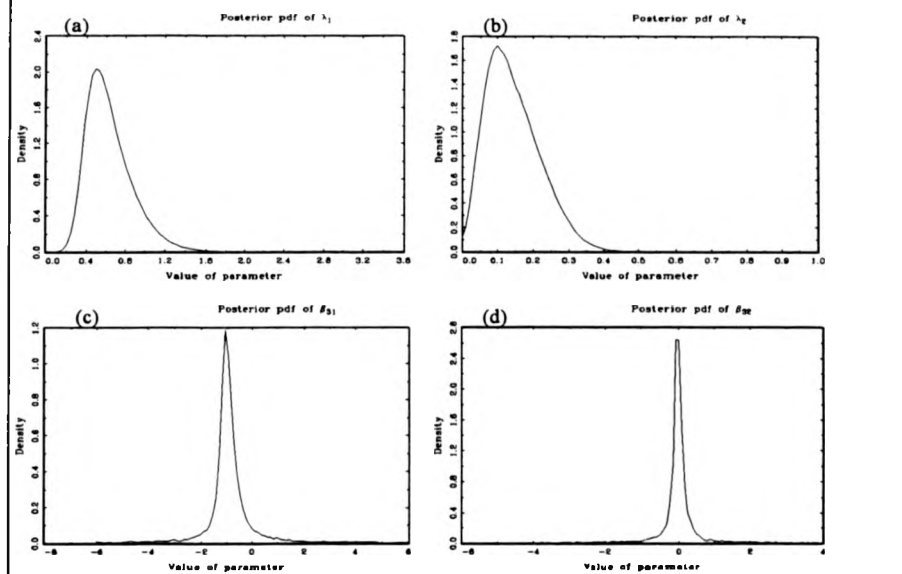 (a) Posterior pdf of λ₁
2.4
2.0
1.6
1.2
0.8
0.4
0.0
Density
0.0 0.4 0.8 1.2 1.6 2.0 2.4 2.8 3.2 3.6
Value of parameter
(b) Posterior pdf of λ₂
1.8
1.6
1.4
1.2
1.0
0.8
0.6
0.4
0.2
0.0
Density
0.0 0.1 0.2 0.3 0.4 0.5 0.6 0.7 0.8 0.9 1.0
Value of parameter
(c) Posterior pdf of β₃₁
1.2
1.0
0.8
0.6
0.4
0.2
0.0
Density
-8 -6 -4 -2 0 2 4 6
Value of parameter
(d) Posterior pdf of β₃₂
2.8
2.4
2.0
1.6
1.2
0.8
0.4
0.0
Density
-6 -4 -2 0 2 4
Value of parameter